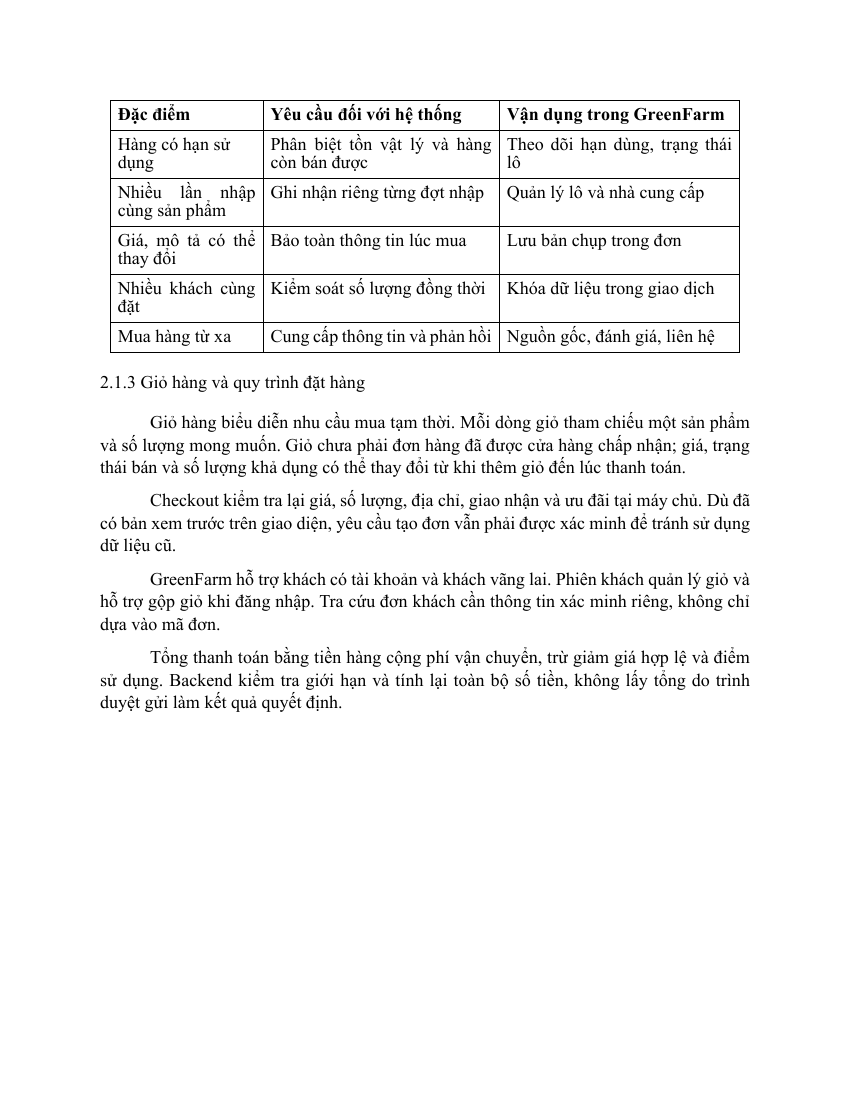 Đặc điểm Yêu cầu đối với hệ thống Vận dụng trong GreenFarm
Hàng có hạn sử Phân biệt tồn vật lý và hàng Theo dõi hạn dùng, trạng thái
dụng còn bán được lô
Nhiều lần nhập Ghi nhận riêng từng đợt nhập Quản lý lô và nhà cung cấp
cùng sản phẩm
Giá, mô tả có thể Bảo toàn thông tin lúc mua Lưu bản chụp trong đơn
thay đổi
Nhiều khách cùng Kiểm soát số lượng đồng thời Khóa dữ liệu trong giao dịch
đặt
Mua hàng từ xa Cung cấp thông tin và phản hồi Nguồn gốc, đánh giá, liên hệ
2.1.3 Giỏ hàng và quy trình đặt hàng
Giỏ hàng biểu diễn nhu cầu mua tạm thời. Mỗi dòng giỏ tham chiếu một sản phẩm
và số lượng mong muốn. Giỏ chưa phải đơn hàng đã được cửa hàng chấp nhận; giá, trạng
thái bán và số lượng khả dụng có thể thay đổi từ khi thêm giỏ đến lúc thanh toán.
Checkout kiểm tra lại giá, số lượng, địa chỉ, giao nhận và ưu đãi tại máy chủ. Dù đã
có bản xem trước trên giao diện, yêu cầu tạo đơn vẫn phải được xác minh để tránh sử dụng
dữ liệu cũ.
GreenFarm hỗ trợ khách có tài khoản và khách vãng lai. Phiên khách quản lý giỏ và
hỗ trợ gộp giỏ khi đăng nhập. Tra cứu đơn khách cần thông tin xác minh riêng, không chỉ
dựa vào mã đơn.
Tổng thanh toán bằng tiền hàng cộng phí vận chuyển, trừ giảm giá hợp lệ và điểm
sử dụng. Backend kiểm tra giới hạn và tính lại toàn bộ số tiền, không lấy tổng do trình
duyệt gửi làm kết quả quyết định.